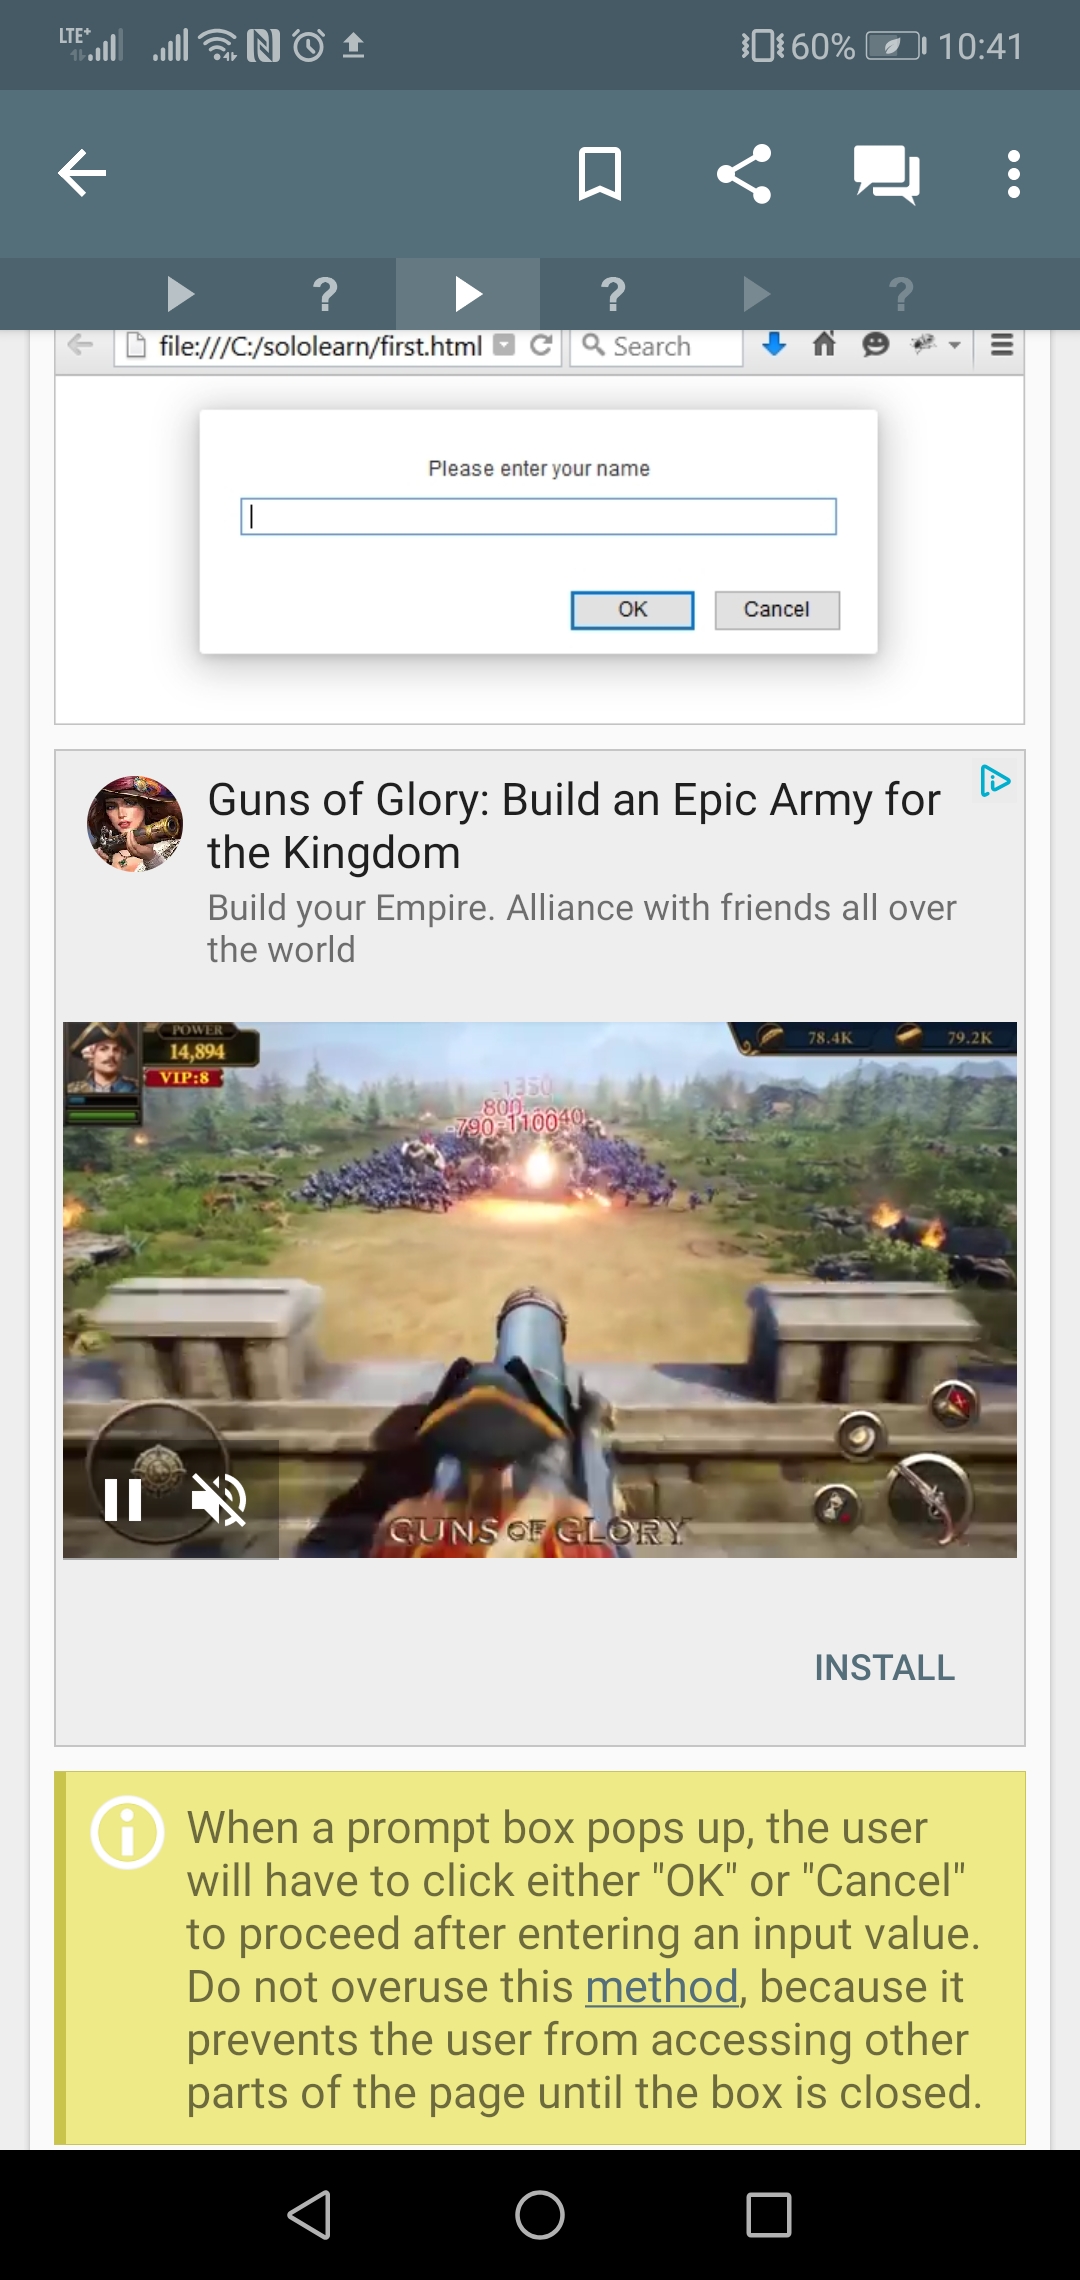 LTE+ 60% 10:41
? ? ?
file:///C:/sololearn/first.html Search
Please enter your name
OK Cancel
Guns of Glory: Build an Epic Army for
the Kingdom
Build your Empire. Alliance with friends all over
the world
POWER
14,894
VIP:8
78.4K 79.2K
-1350
800
-790
GUNS OF GLORY
INSTALL
When a prompt box pops up, the user
will have to click either "OK" or "Cancel"
to proceed after entering an input value.
Do not overuse this method, because it
prevents the user from accessing other
parts of the page until the box is closed.